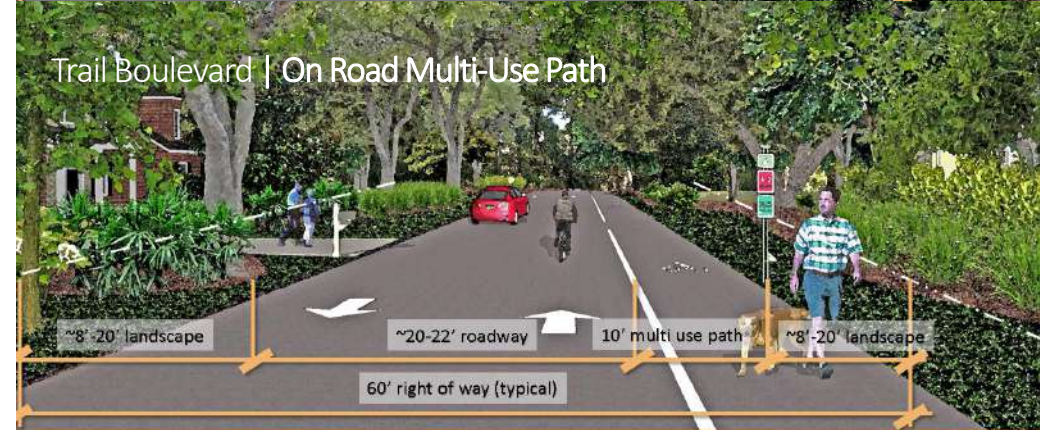 Trail Boulevard | On Road Multi-Use Path
~8'-20' landscape
~20-22' roadway
10' multi use path
~8'-20' landscape
60' right of way (typical)